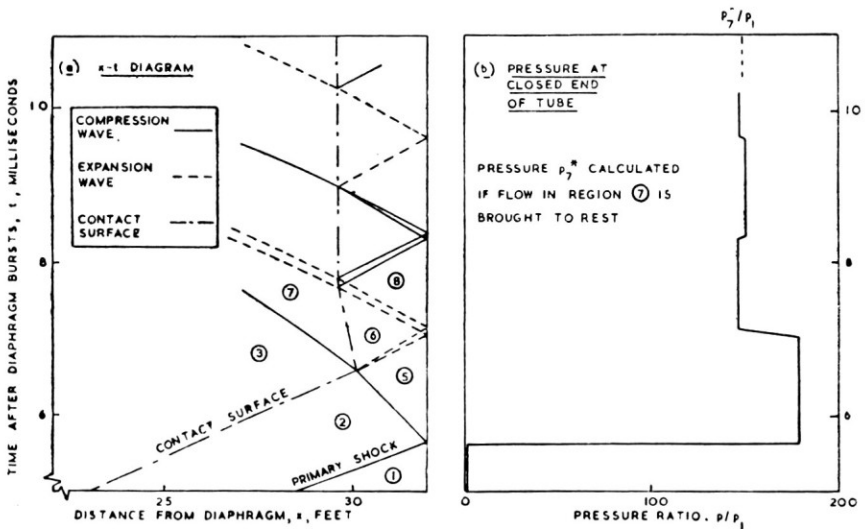 (a) x-t DIAGRAM
COMPRESSION
WAVE
EXPANSION
WAVE
CONTACT
SURFACE
TIME AFTER DIAPHRAGM BURSTS, t, MILLISECONDS
10
8
6
7
8
3
6
5
2
1
CONTACT SURFACE
PRIMARY SHOCK
25
30
DISTANCE FROM DIAPHRAGM, x, FEET
P7-/P1
(b) PRESSURE AT
CLOSED END
OF TUBE
PRESSURE P7* CALCULATED
IF FLOW IN REGION 7 IS
BROUGHT TO REST
10
8
6
0
100
200
PRESSURE RATIO. P/P1